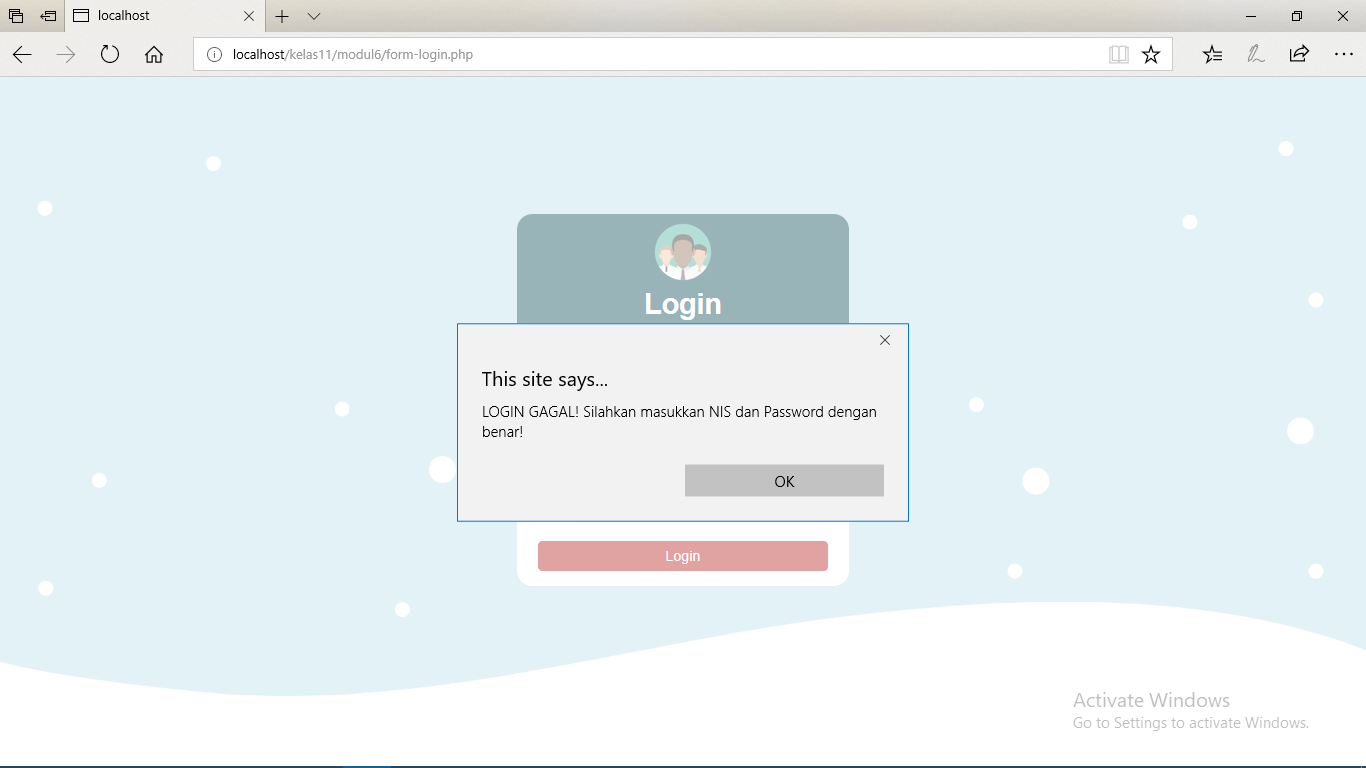 localhost
localhost/kelas11/modul6/form-login.php
Login
This site says...
LOGIN GAGAL! Silahkan masukkan NIS dan Password dengan
benar!
OK
Login
Activate Windows
Go to Settings to activate Windows.